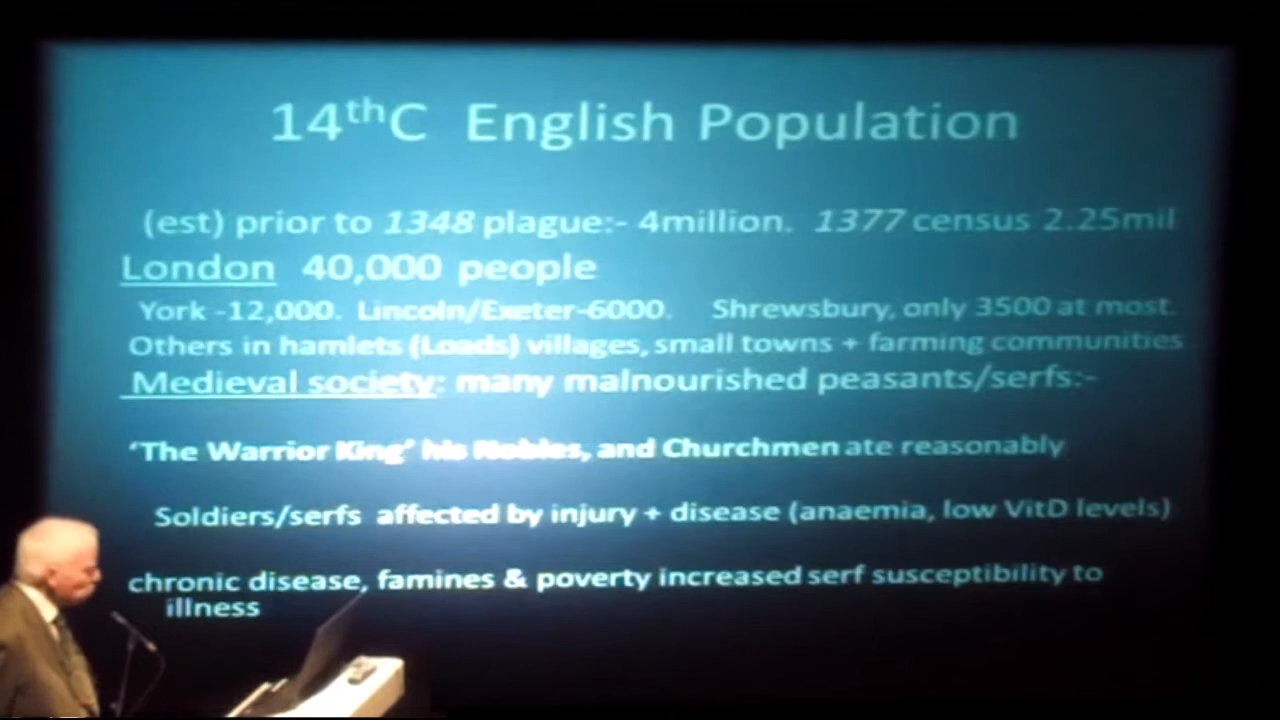 14thC English Population
(est) prior to 1348 plague:- 4million. 1377 census 2.25mil
London 40,000 people
York -12,000. Lincoln/Exeter-6000. Shrewsbury, only 3500 at most.
Others in hamlets (Loads) villages, small towns + farming communities
Medieval society: many malnourished peasants/serfs:-
‘The Warrior King’ his Nobles, and Churchmen ate reasonably
Soldiers/serfs affected by injury + disease (anaemia, low VitD levels)
chronic disease, famines & poverty increased serf susceptibility to
illness